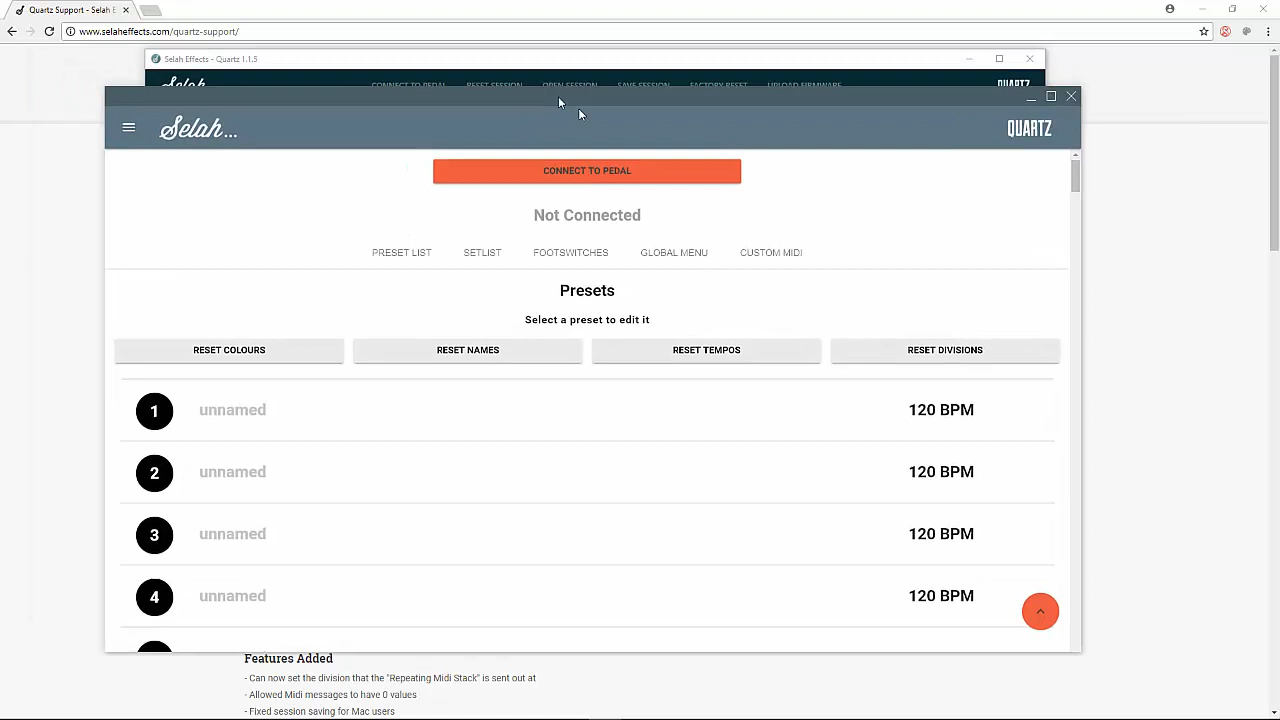 Quartz Support - Selah E
www.selaheffects.com/quartz-support/
Selah Effects - Quartz 1.1.5
Selah CONNECT TO PEDAL RESET SESSION OPEN SESSION SAVE SESSION FACTORY RESET UPLOAD FIRMWARE QUARTZ
Selah... QUARTZ
CONNECT TO PEDAL
Not Connected
PRESET LIST SETLIST FOOTSWITCHES GLOBAL MENU CUSTOM MIDI
Presets
Select a preset to edit it
RESET COLOURS RESET NAMES RESET TEMPOS RESET DIVISIONS
1 unnamed 120 BPM
2 unnamed 120 BPM
3 unnamed 120 BPM
4 unnamed 120 BPM
Features Added
- Can now set the division that the "Repeating Midi Stack" is sent out at
- Allowed Midi messages to have 0 values
- Fixed session saving for Mac users